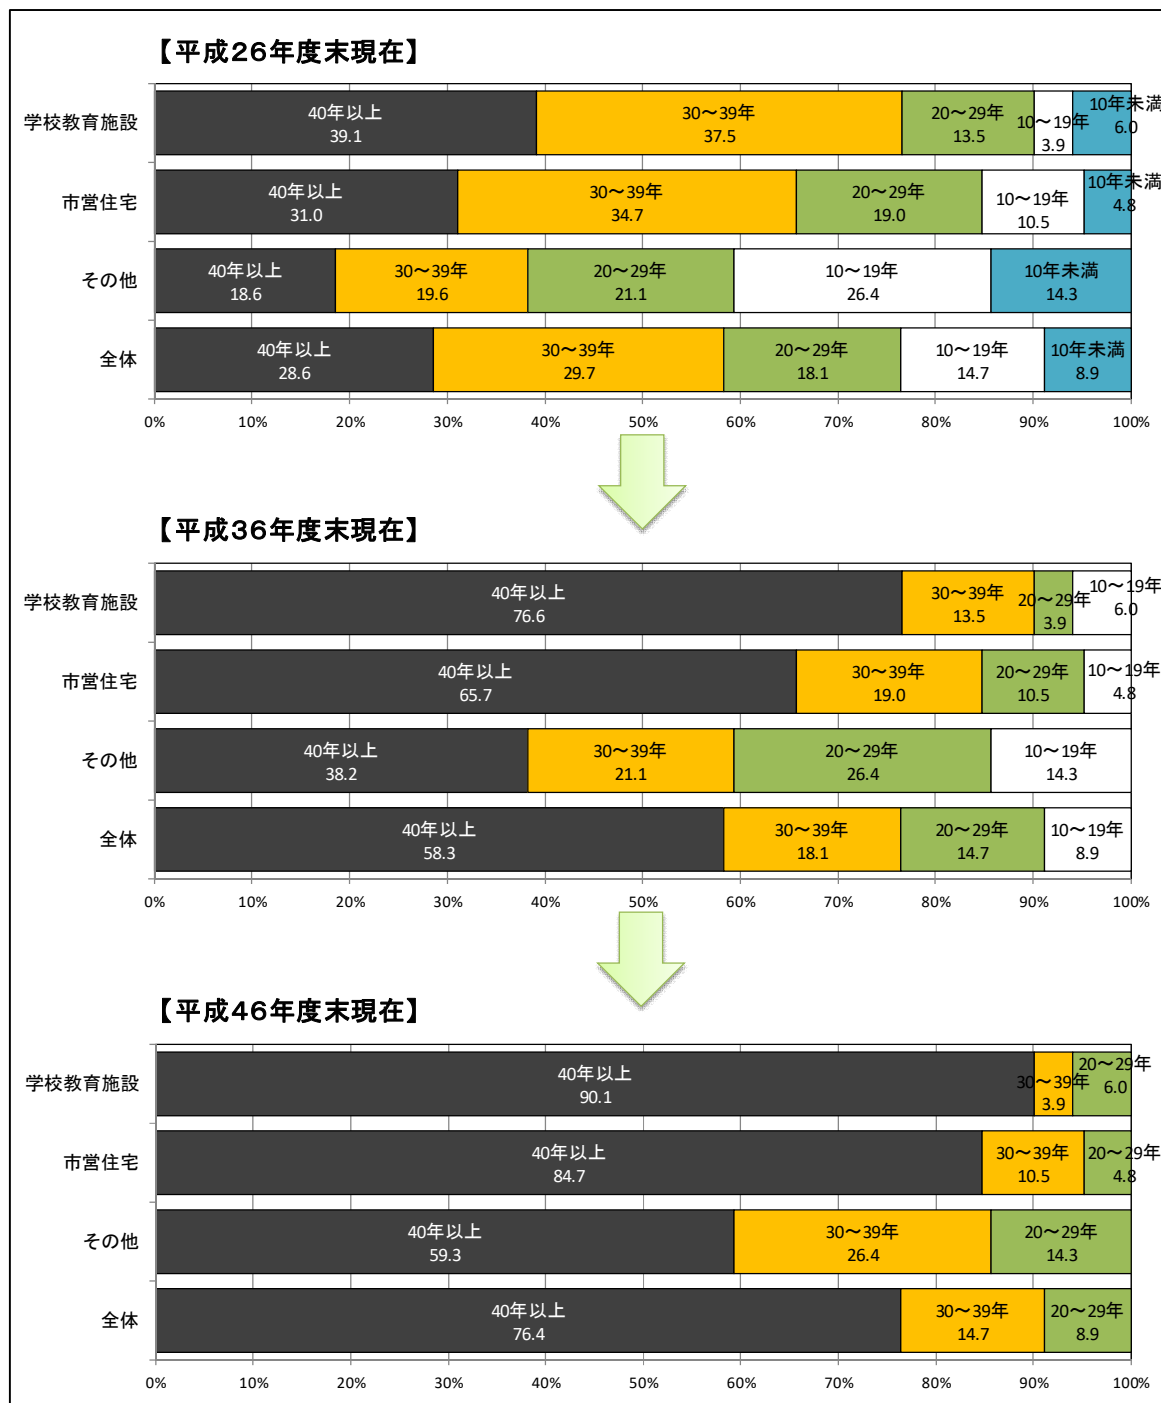 【平成26年度末現在】
学校教育施設
40年以上 30～39年 20～29年 10～19年 10年未満
39.1 37.5 13.5 3.9 6.0
市営住宅
40年以上 30～39年 20～29年 10～19年 10年未満
31.0 34.7 19.0 10.5 4.8
その他
40年以上 30～39年 20～29年 10～19年 10年未満
18.6 19.6 21.1 26.4 14.3
全体
40年以上 30～39年 20～29年 10～19年 10年未満
28.6 29.7 18.1 14.7 8.9
0% 10% 20% 30% 40% 50% 60% 70% 80% 90% 100%
【平成36年度末現在】
学校教育施設
40年以上 30～39年 20～29年 10～19年
76.6 13.5 3.9 6.0
市営住宅
40年以上 30～39年 20～29年 10～19年
65.7 19.0 10.5 4.8
その他
40年以上 30～39年 20～29年 10～19年
38.2 21.1 26.4 14.3
全体
40年以上 30～39年 20～29年 10～19年
58.3 18.1 14.7 8.9
0% 10% 20% 30% 40% 50% 60% 70% 80% 90% 100%
【平成46年度末現在】
学校教育施設
40年以上 30～39年 20～29年
90.1 3.9 6.0
市営住宅
40年以上 30～39年 20～29年
84.7 10.5 4.8
その他
40年以上 30～39年 20～29年
59.3 26.4 14.3
全体
40年以上 30～39年 20～29年
76.4 14.7 8.9
0% 10% 20% 30% 40% 50% 60% 70% 80% 90% 100%